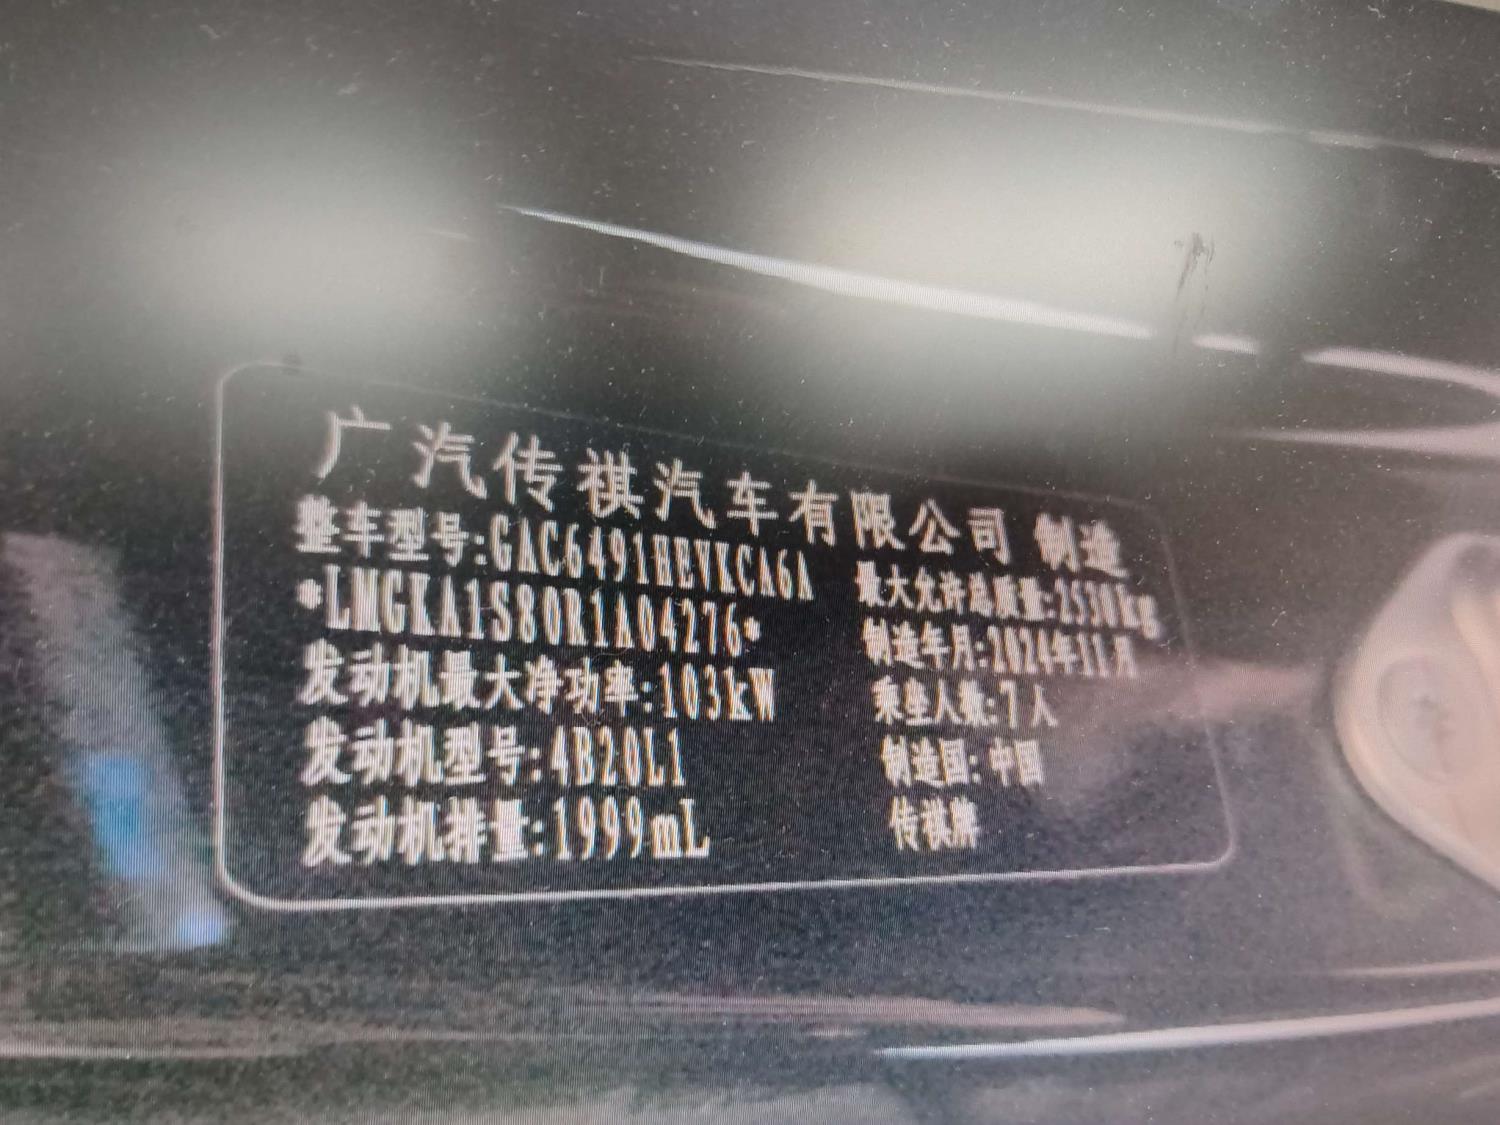 广汽传祺汽车有限公司 制造
整车型号:GAC6491HEVKCA6A
*LMGKA1S80R1A04276*
发动机最大净功率:103kW
发动机型号:4B20L1
发动机排量:1999mL
最大允许总质量:2530kg
制造年月:2024年11月
乘坐人数:7人
制造国:中国
传祺牌